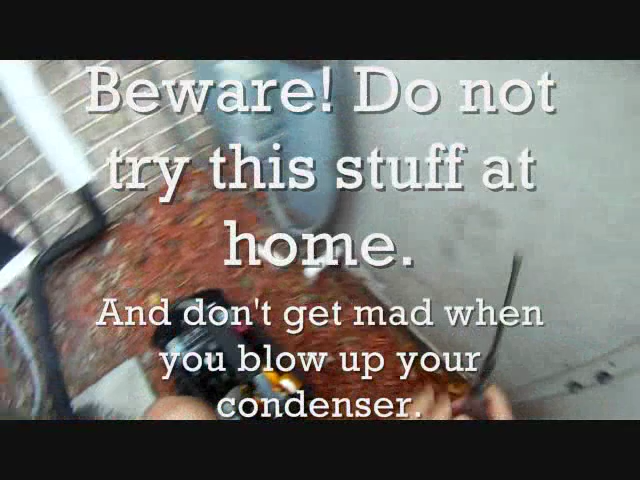 Beware! Do not
try this stuff at
home.
And don't get mad when
you blow up your
condenser.